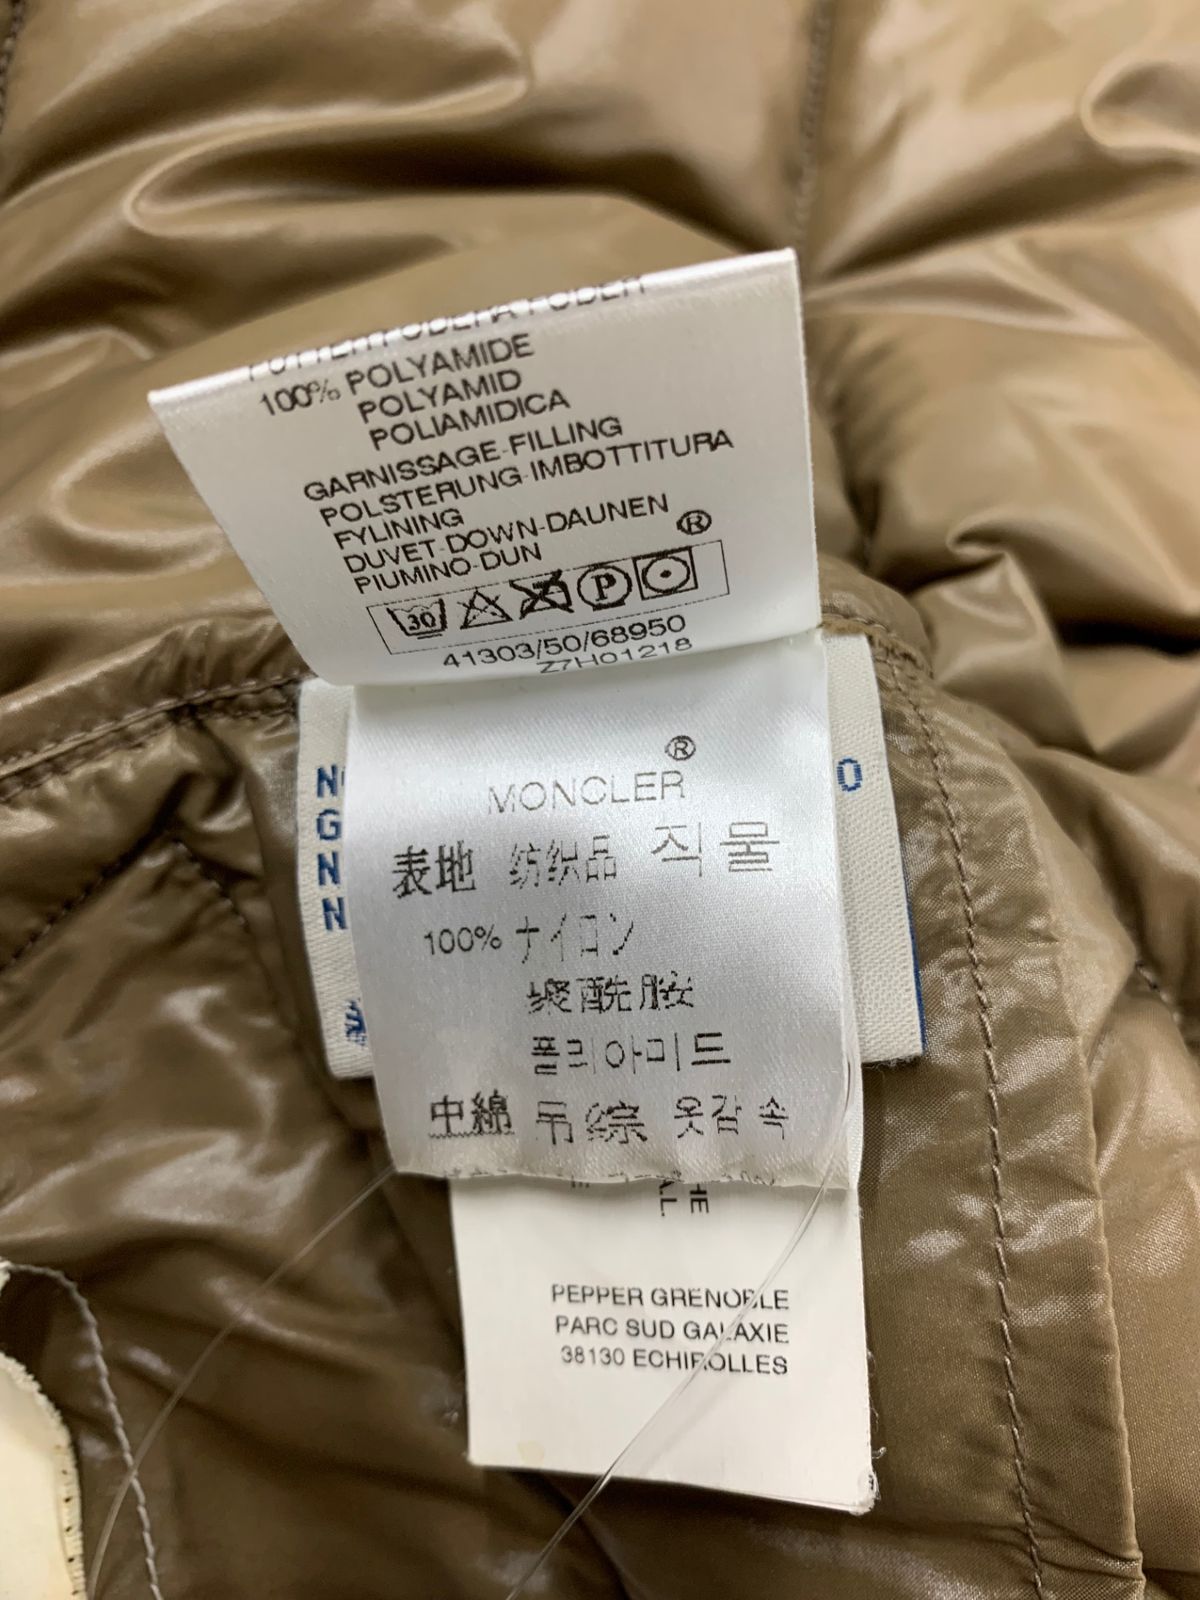 100% POLYAMIDE
POLYAMID
POLIAMIDICA
GARNISSAGE-FILLING
POLSTERUNG-IMBOTTITURA
FYLINING
DUVET-DOWN-DAUNEN
PIUMINO-DUN ®
30 P
41303/50/68950
Z7H01218
MONCLER®
表地 纺织品 직물
100% ナイロン
聚酰胺
폴리아미드
中綿 吊综 옷감 속
PEPPER GRENOBLE
PARC SUD GALAXIE
38130 ECHIROLLES